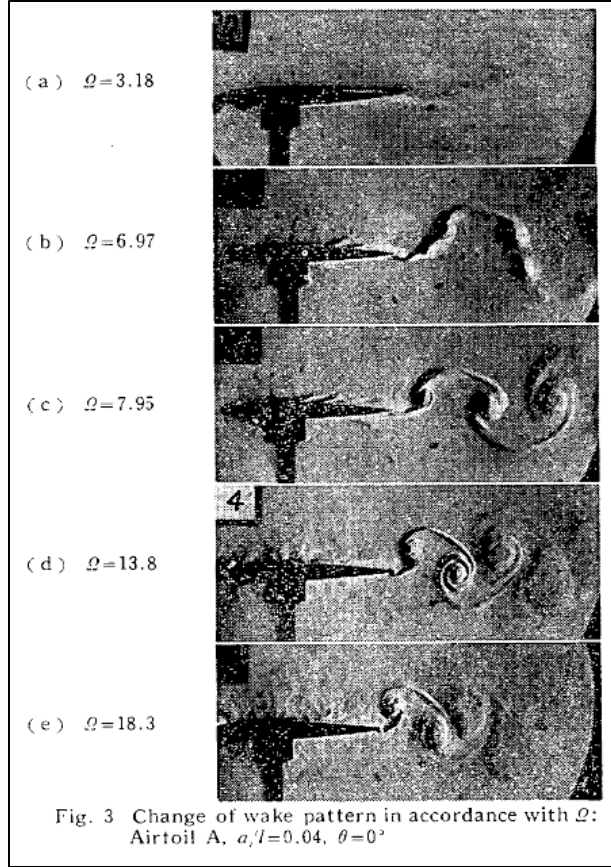 (a) Ω=3.18
(b) Ω=6.97
(c) Ω=7.95
4
(d) Ω=13.8
(e) Ω=18.3
Fig. 3 Change of wake pattern in accordance with Ω:
Airtoil A, a/l=0.04, θ=0°